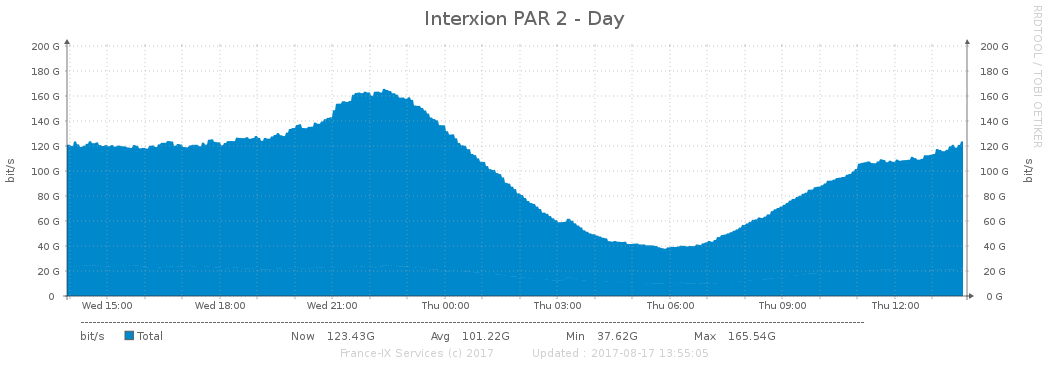 Interxion PAR 2 - Day
RRDTOOL / TOBI OETIKER
200 G 200 G
180 G 180 G
160 G 160 G
140 G 140 G
120 G 120 G
100 G 100 G
80 G 80 G
60 G 60 G
40 G 40 G
20 G 20 G
0 0 G
bit/s bit/s
Wed 15:00 Wed 18:00 Wed 21:00 Thu 00:00 Thu 03:00 Thu 06:00 Thu 09:00 Thu 12:00
bit/s Total Now 123.43G Avg 101.22G Min 37.62G Max 165.54G
France-IX Services (c) 2017 Updated : 2017-08-17 13:55:05